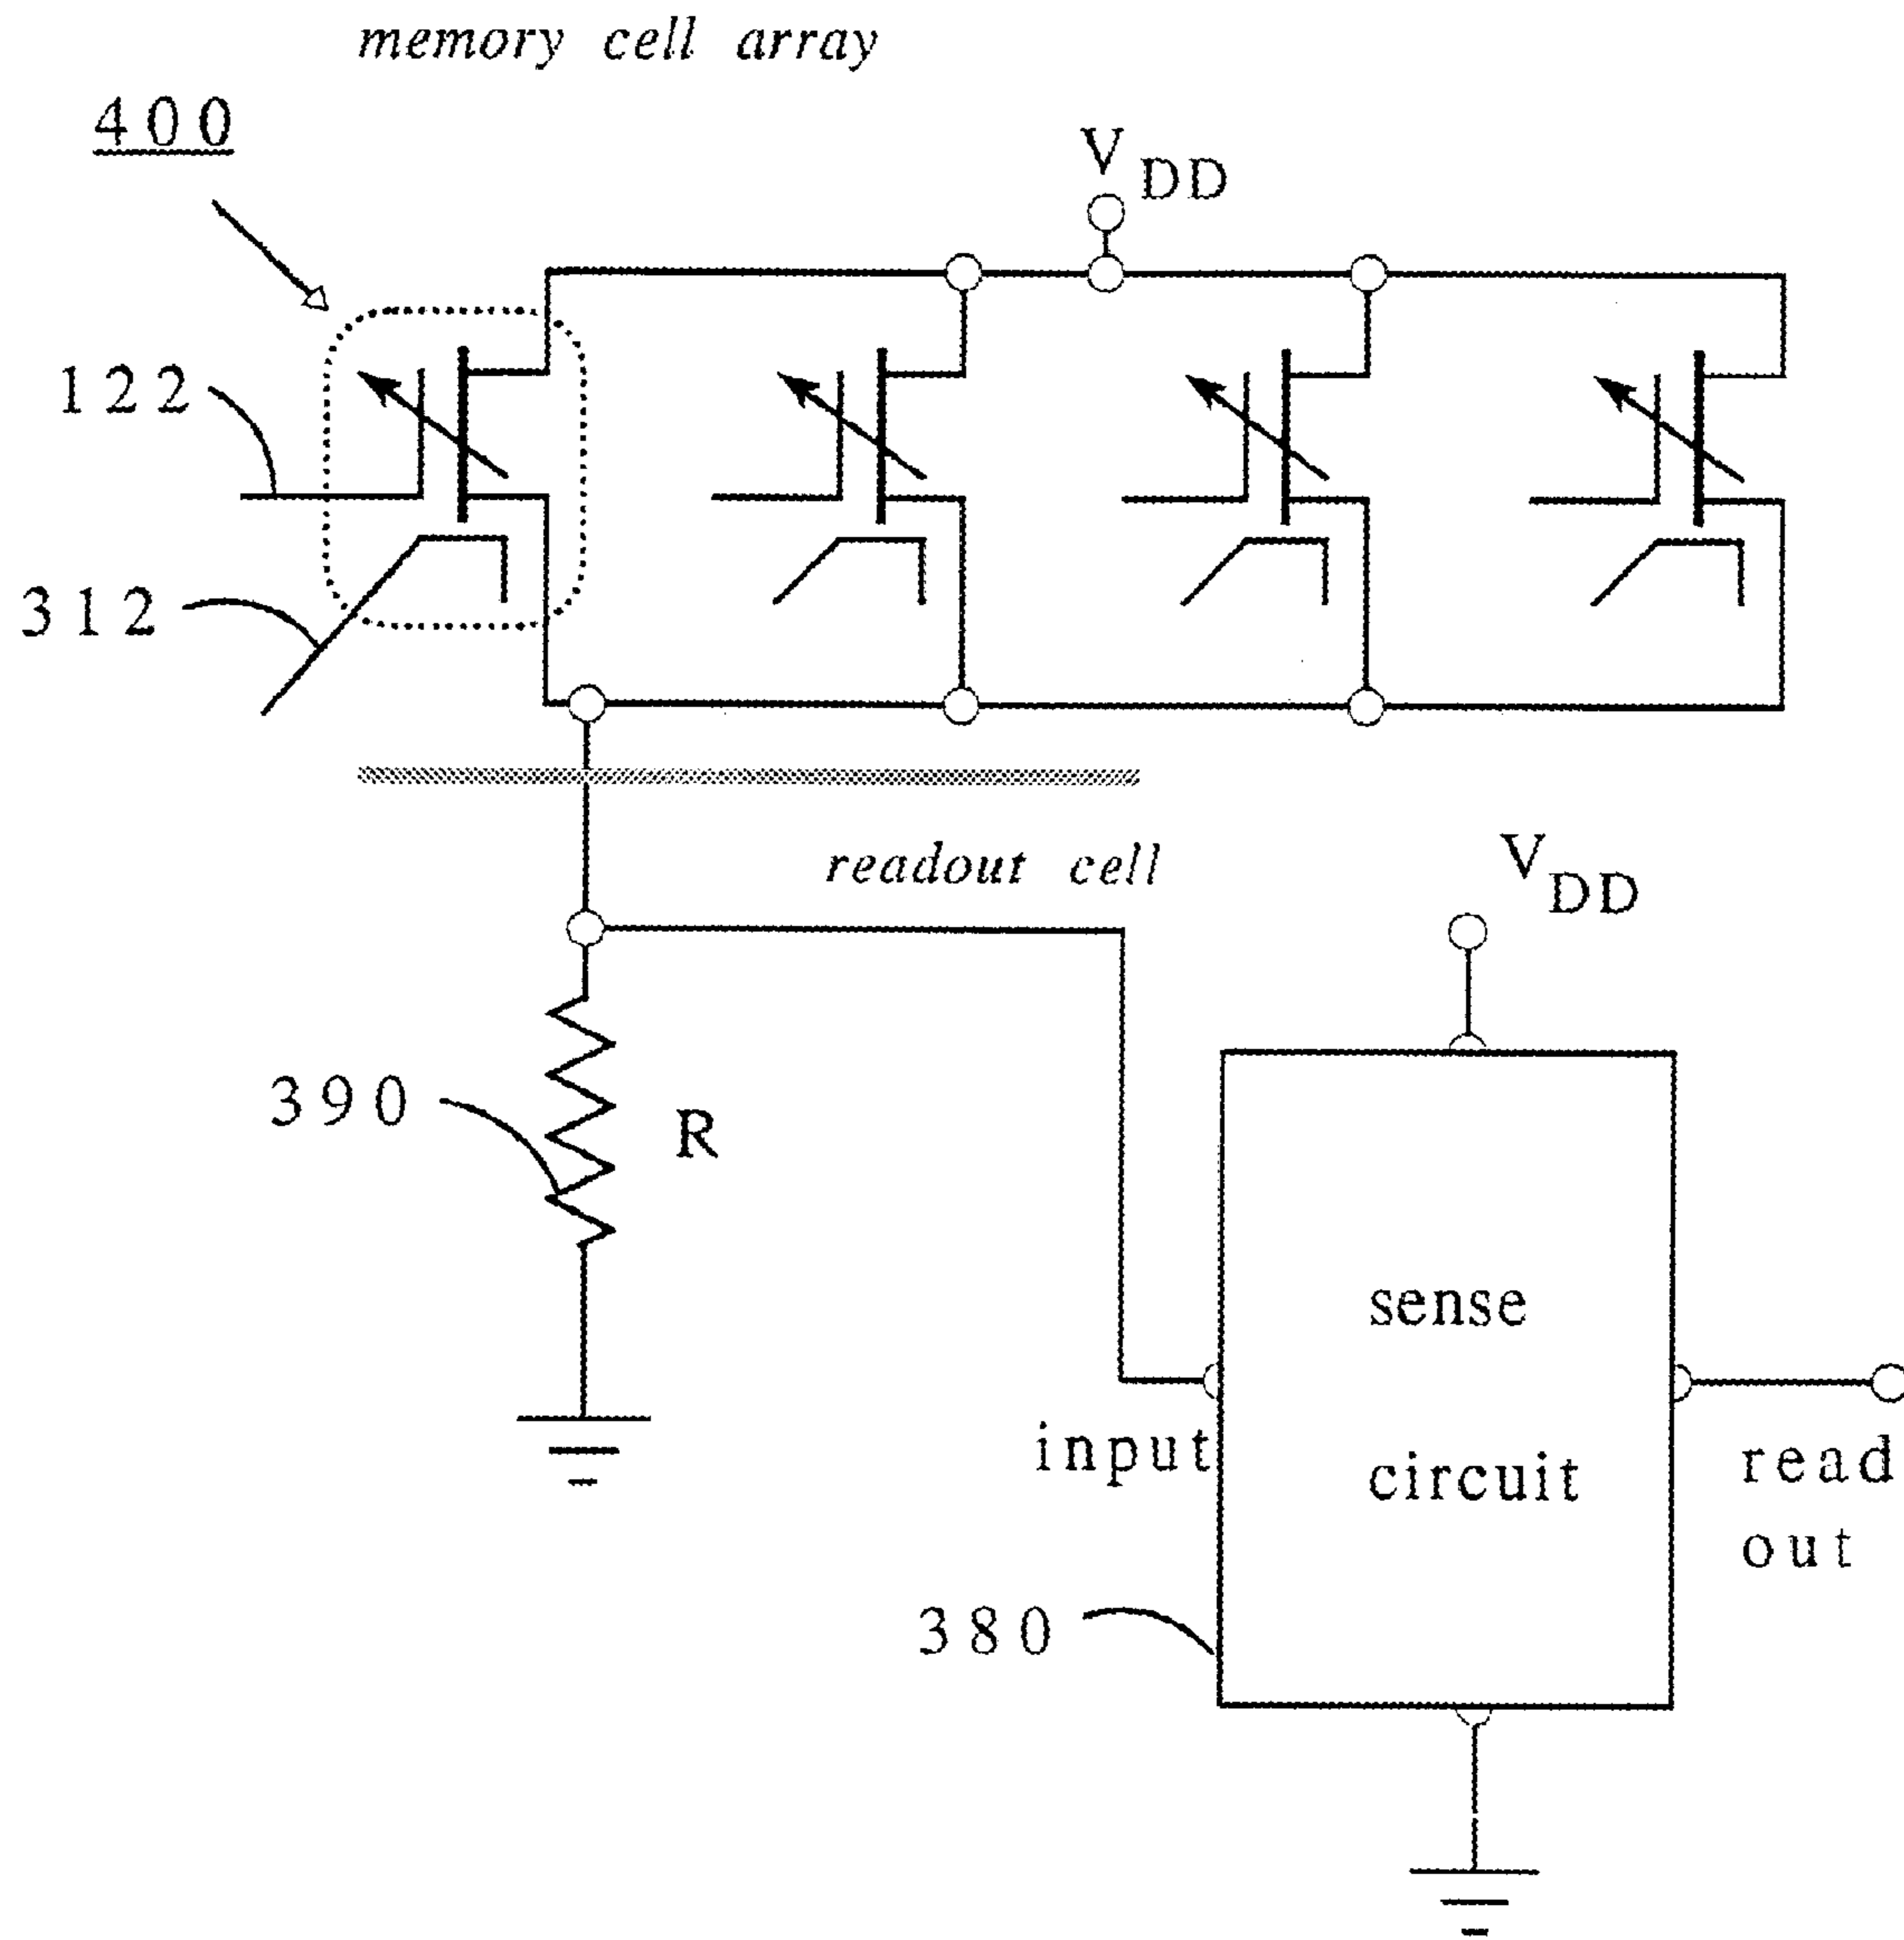 memory cell array
400
V DD
122
312
readout cell
V DD
390
R
sense
circuit
input
read
out
380